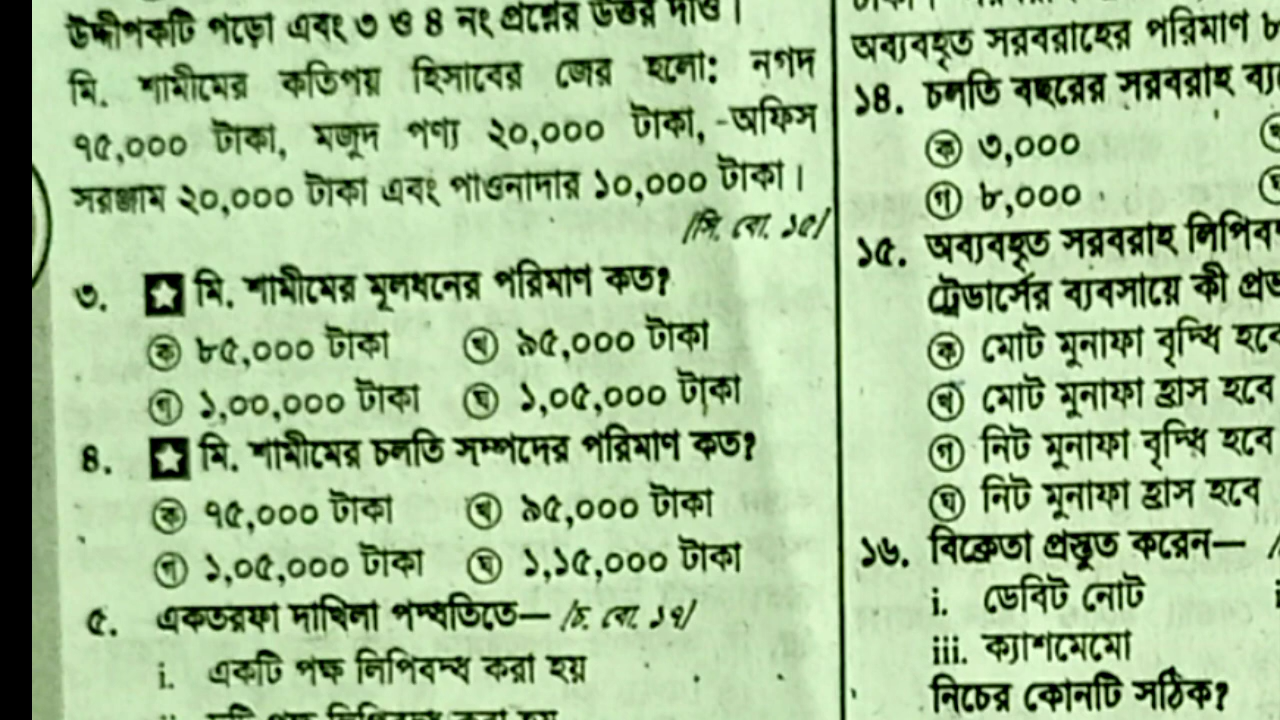 উদ্দীপকটি পড়ো এবং ৩ ও ৪ নং প্রশ্নের উত্তর দাও।
মি. শামীমের কতিপয় হিসাবের জের হলো: নগদ
৭৫,০০০ টাকা, মজুদ পণ্য ২০,০০০ টাকা, -অফিস
সরঞ্জাম ২০,০০০ টাকা এবং পাওনাদার ১০,০০০ টাকা।
[সি. বো. ১৫]
৩. মি. শামীমের মূলধনের পরিমাণ কত?
ক ৮৫,০০০ টাকা খ ৯৫,০০০ টাকা
গ ১,০০,০০০ টাকা ঘ ১,০৫,০০০ টাকা
৪. মি. শামীমের চলতি সম্পদের পরিমাণ কত?
ক ৭৫,০০০ টাকা খ ৯৫,০০০ টাকা
গ ১,০৫,০০০ টাকা ঘ ১,১৫,০০০ টাকা
৫. একতরফা দাখিলা পদ্ধতিতে— [চ. বো. ১৭]
i. একটি পক্ষ লিপিবদ্ধ করা হয়
অব্যবহৃত সরবরাহের পরিমাণ ৮
১৪. চলতি বছরের সরবরাহ ব্য
ক ৩,০০০
গ ৮,০০০
১৫. অব্যবহৃত সরবরাহ লিপিব
ট্রেডার্সের ব্যবসায়ে কী প্রভ
ক মোট মুনাফা বৃদ্ধি হবে
খ মোট মুনাফা হ্রাস হবে
গ নিট মুনাফা বৃদ্ধি হবে
ঘ নিট মুনাফা হ্রাস হবে
১৬. বিক্রেতা প্রস্তুত করেন—
i. ডেবিট নোট
iii. ক্যাশমেমো
নিচের কোনটি সঠিক?